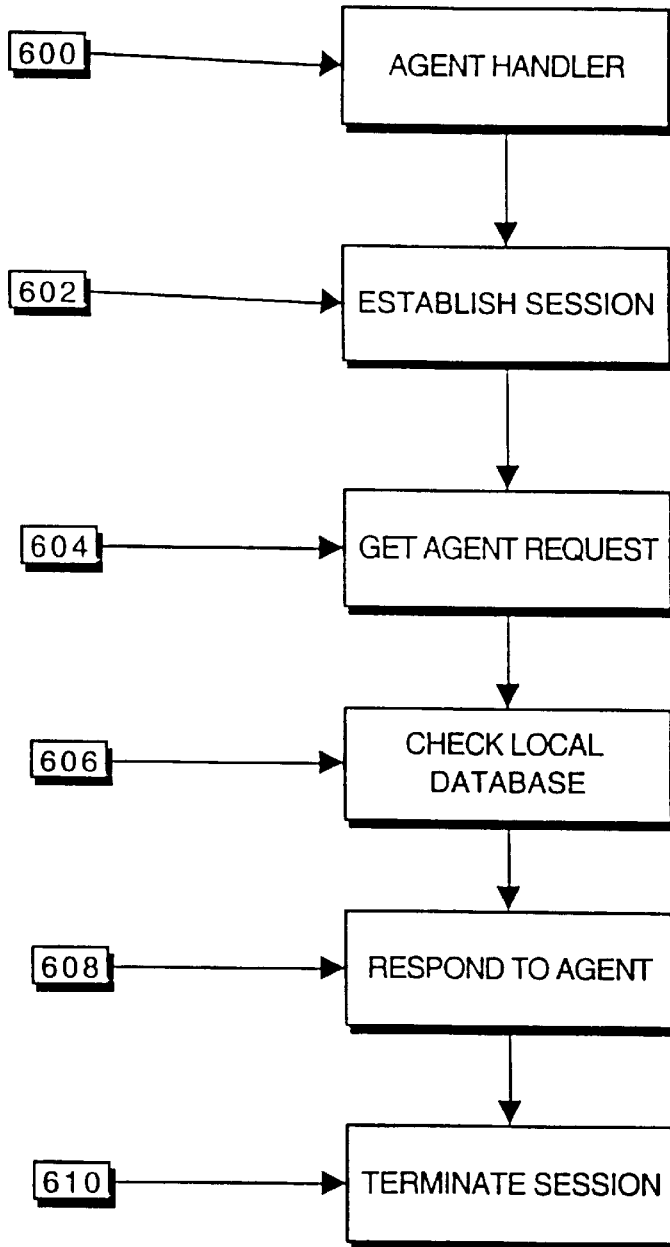 600
AGENT HANDLER
602
ESTABLISH SESSION
604
GET AGENT REQUEST
606
CHECK LOCAL
DATABASE
608
RESPOND TO AGENT
610
TERMINATE SESSION